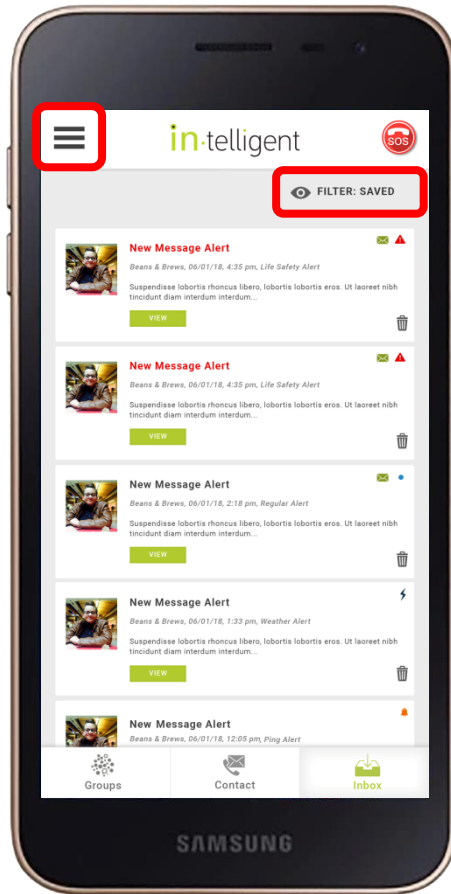 in·telligent
SOS
FILTER: SAVED
New Message Alert
Beans & Brews, 06/01/18, 4:35 pm, Life Safety Alert
Suspendisse lobortis rhoncus libero, lobortis lobortis eros. Ut laoreet nibh
tincidunt diam interdum interdum...
VIEW
New Message Alert
Beans & Brews, 06/01/18, 4:35 pm, Life Safety Alert
Suspendisse lobortis rhoncus libero, lobortis lobortis eros. Ut laoreet nibh
tincidunt diam interdum interdum...
VIEW
New Message Alert
Beans & Brews, 06/01/18, 2:18 pm, Regular Alert
Suspendisse lobortis rhoncus libero, lobortis lobortis eros. Ut laoreet nibh
tincidunt diam interdum interdum...
VIEW
New Message Alert
Beans & Brews, 06/01/18, 1:33 pm, Weather Alert
Suspendisse lobortis rhoncus libero, lobortis lobortis eros. Ut laoreet nibh
tincidunt diam interdum interdum...
VIEW
New Message Alert
Beans & Brews, 06/01/18, 12:05 pm, Ping Alert
Groups
Contact
Inbox
SAMSUNG